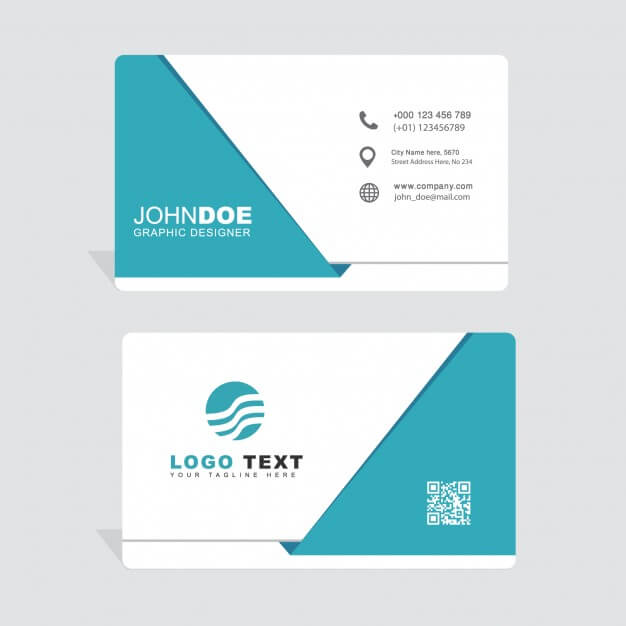 +000 123 456 789
(+01) 123456789
City Name here, 5670
Street Address Here, No 234
www.company.com
john_doe@mail.com
JOHNDOE
GRAPHIC DESIGNER
LOGO TEXT
YOUR TAGLINE HERE